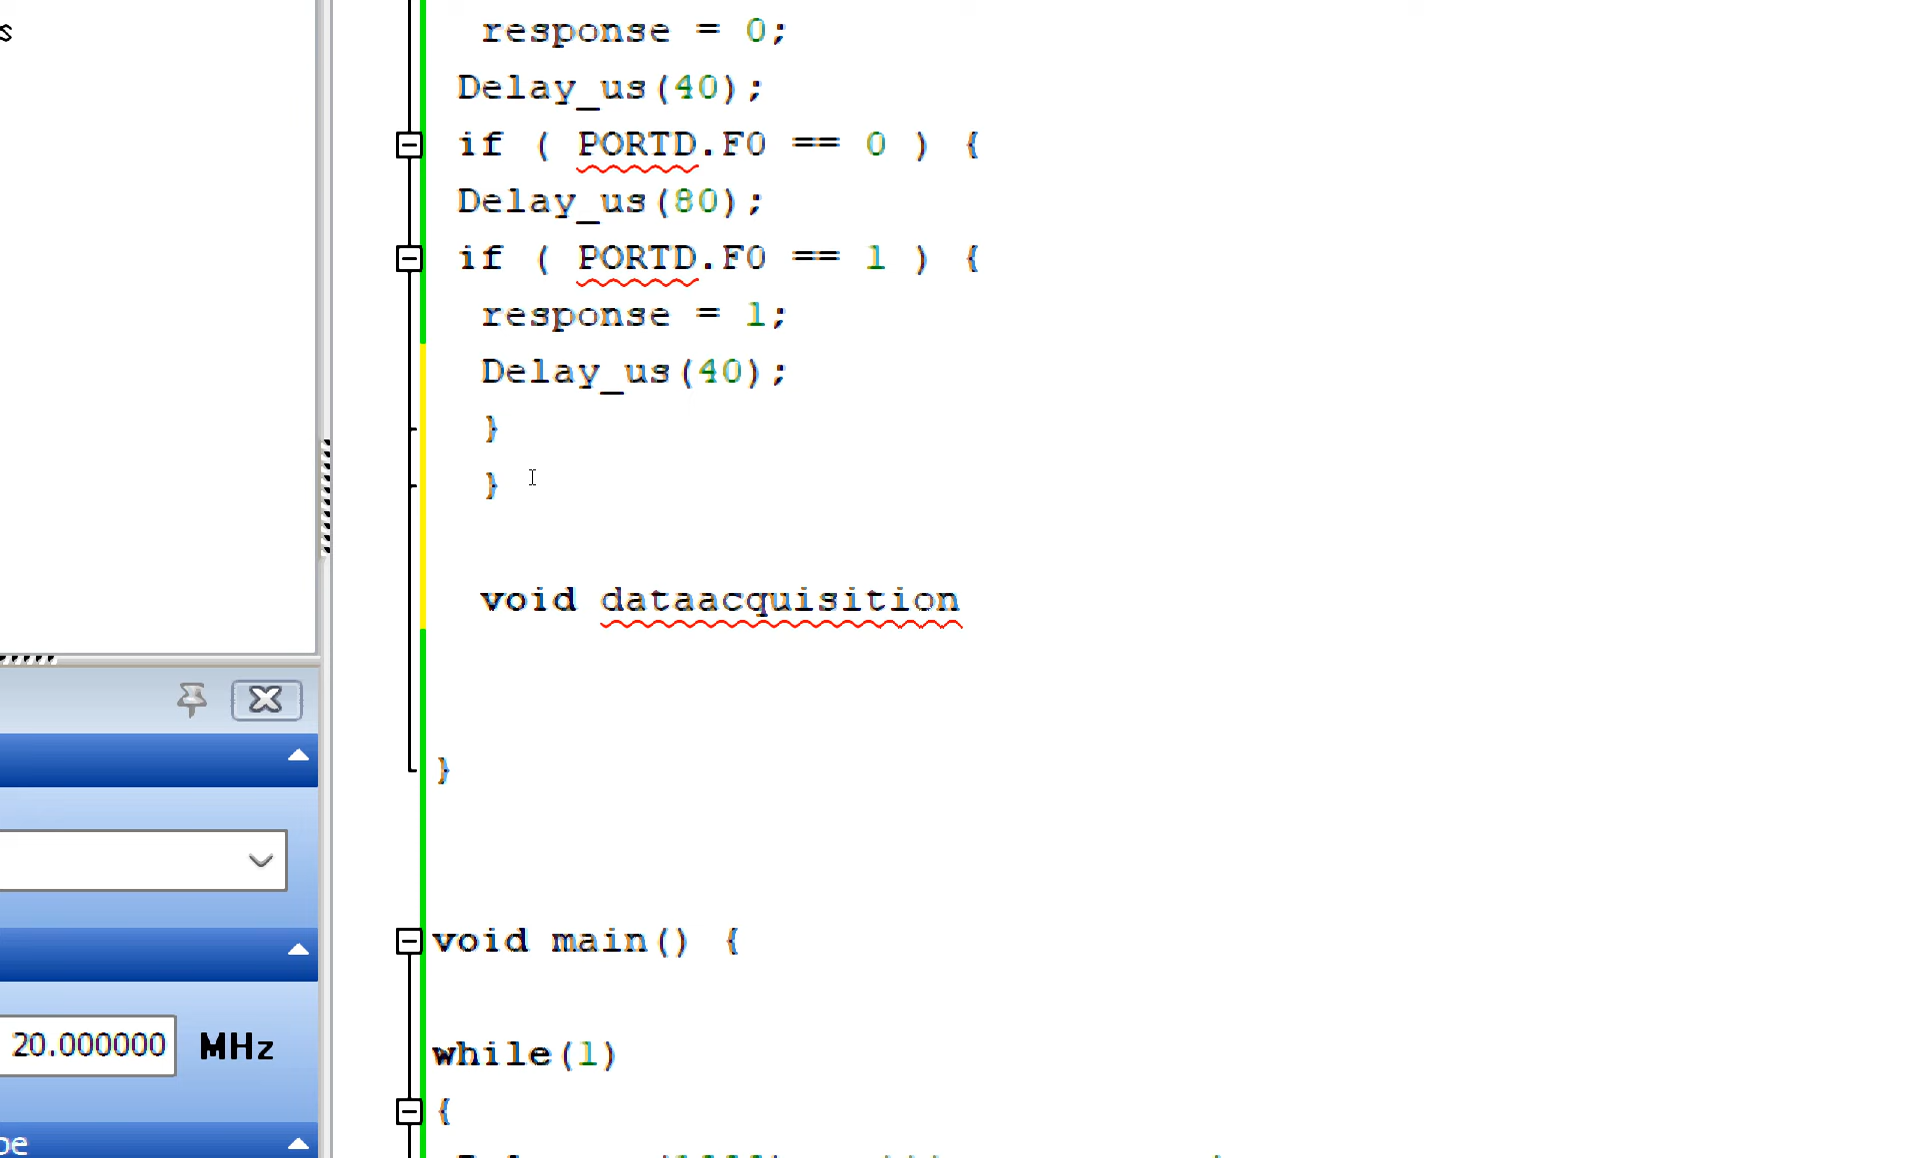 s
response = 0;
Delay_us(40);
if ( PORTD.F0 == 0 ) {
Delay_us(80);
if ( PORTD.F0 == 1 ) {
response = 1;
Delay_us(40);
}
}
void dataacquisition
}
void main() {
while(1)
{
20.000000 MHz
pe